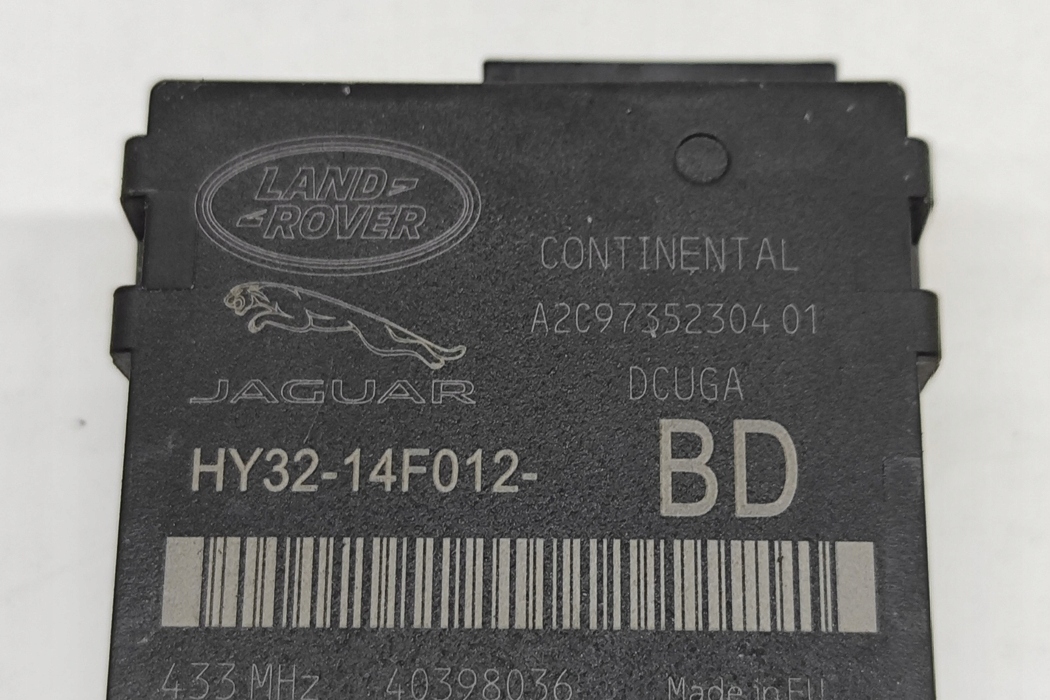 LAND
ROVER
CONTINENTAL
A2C97352304 01
JAGUAR
DCUGA
HY32-14F012- BD
433 MHz 40398036 Made in EU